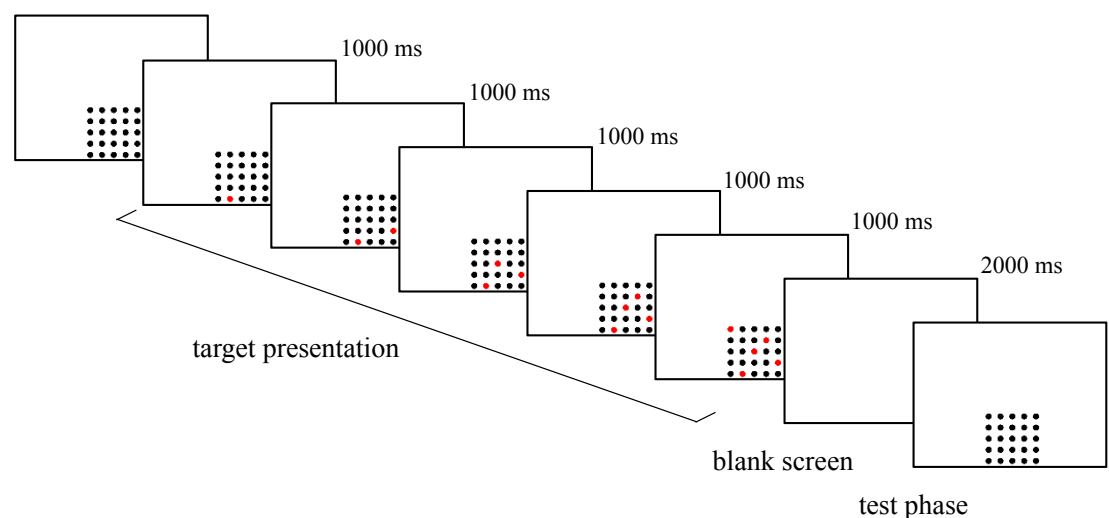 1000 ms
1000 ms
1000 ms
1000 ms
1000 ms
2000 ms
target presentation
blank screen
test phase